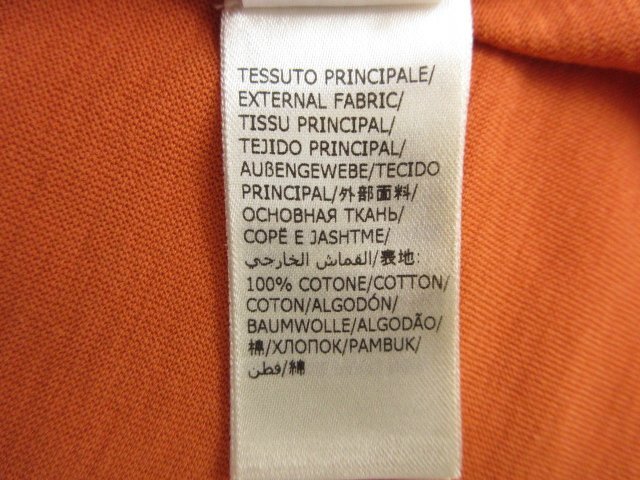 TESSUTO PRINCIPALE/
EXTERNAL FABRIC/
TISSU PRINCIPAL/
TEJIDO PRINCIPAL/
AUßENGEWEBE/TECIDO
PRINCIPAL/外部面料/
ОСНОВНАЯ ТКАНЬ/
COPË E JASHTME/
القماش الخارجي/表地:
100% COTONE/COTTON/
COTON/ALGODÓN/
BAUMWOLLE/ALGODÃO/
棉/ХЛОПОК/PAMBUK/
قطن/綿